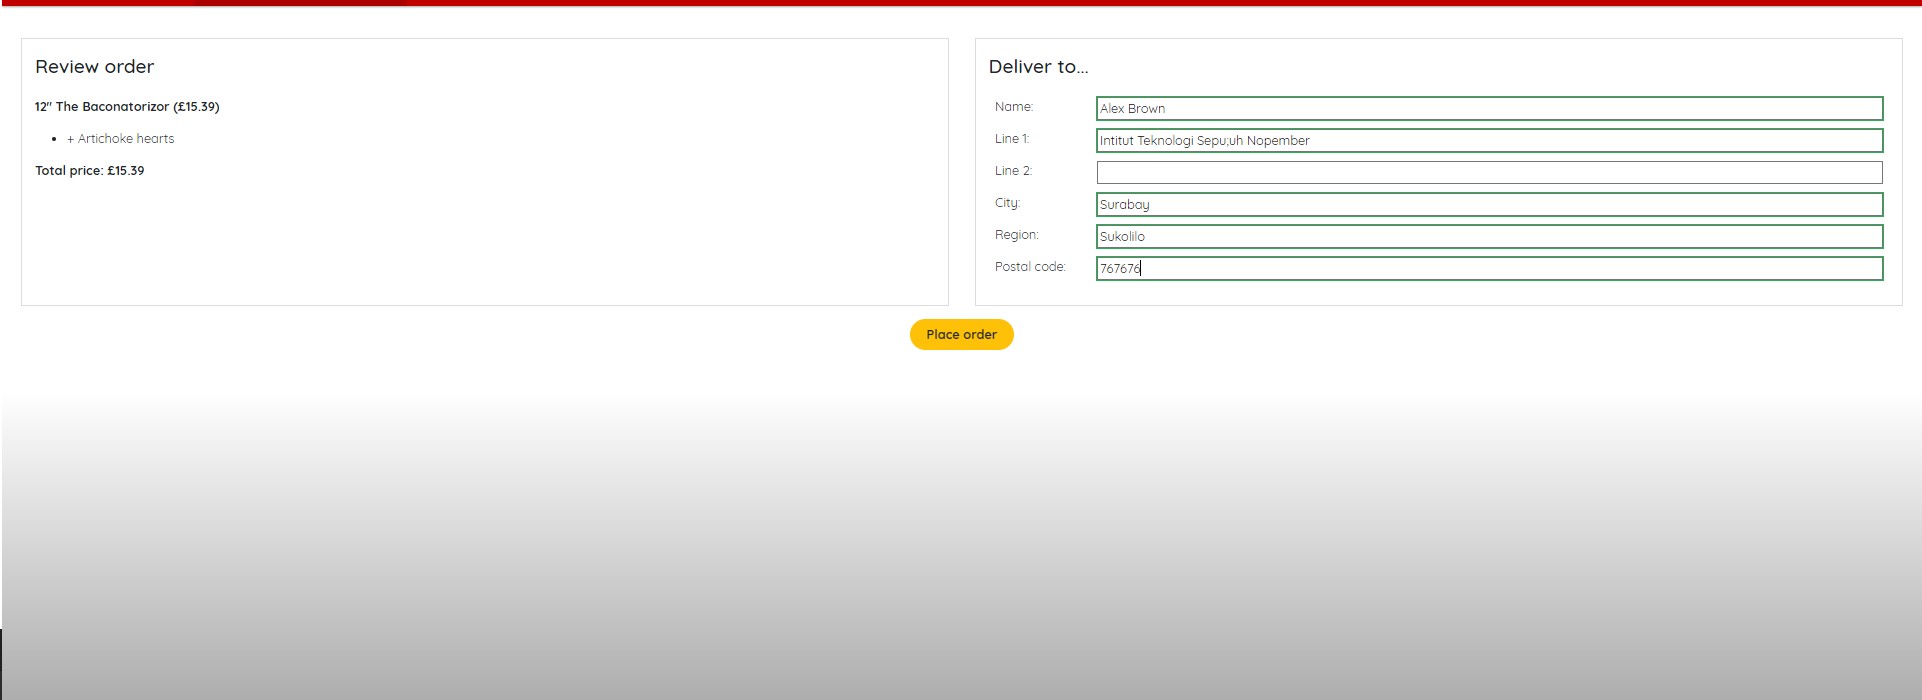 Review order
12" The Baconatorizor (£15.39)
+ Artichoke hearts
Total price: £15.39
Deliver to...
Name: Alex Brown
Line 1: Intitut Teknologi Sepu;uh Nopember
Line 2:
City: Surabay
Region: Sukolilo
Postal code: 767676
Place order